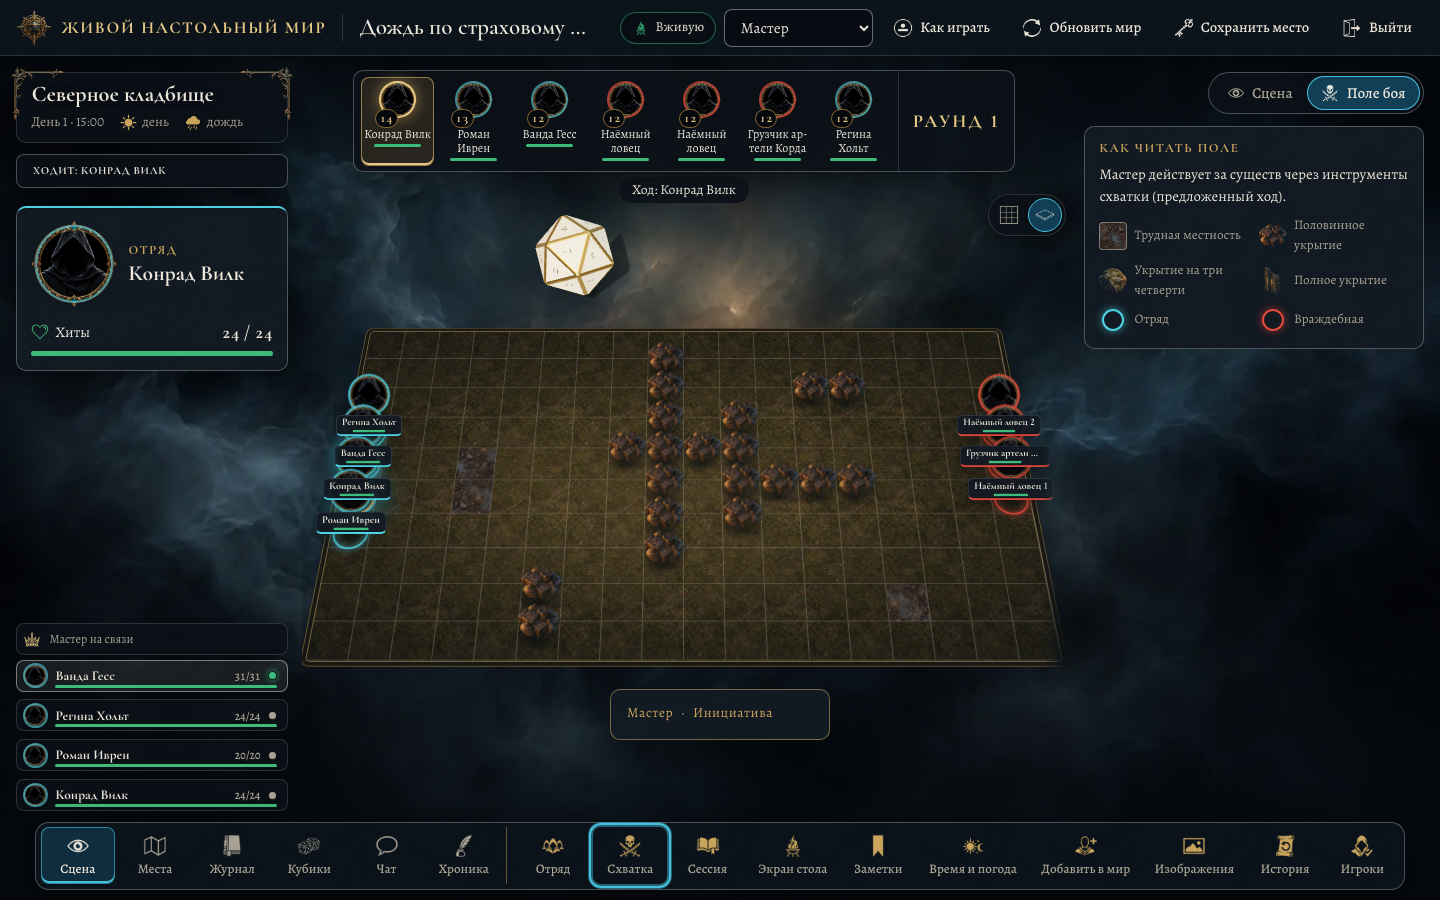 ЖИВОЙ НАСТОЛЬНЫЙ МИР
Дождь по страховому ...
Вживую
Мастер
Как играть
Обновить мир
Сохранить место
Выйти
Северное кладбище
День 1 · 15:00
день
дождь
ХОДИТ: КОНРАД ВИЛК
ОТРЯД
Конрад Вилк
Хиты
24 / 24
14
Конрад Вилк
13
Роман
Иврен
12
Ванда Гесс
12
Наёмный
ловец
12
Наёмный
ловец
12
Грузчик ар-
тели Корда
12
Регина
Хольт
РАУНД 1
Ход: Конрад Вилк
Сцена
Поле боя
КАК ЧИТАТЬ ПОЛЕ
Мастер действует за существ через инструменты
схватки (предложенный ход).
Трудная местность
Половинное
укрытие
Укрытие на три
четверти
Полное укрытие
Отряд
Враждебная
Регина Хольт
Ванда Гесс
Конрад Вилк
Роман Иврен
Наёмный ловец 2
Грузчик артели ...
Наёмный ловец 1
Мастер на связи
Ванда Гесс
31/31
Регина Хольт
24/24
Роман Иврен
20/20
Конрад Вилк
24/24
Мастер · Инициатива
Сцена
Места
Журнал
Кубики
Чат
Хроника
Отряд
Схватка
Сессия
Экран стола
Заметки
Время и погода
Добавить в мир
Изображения
История
Игроки